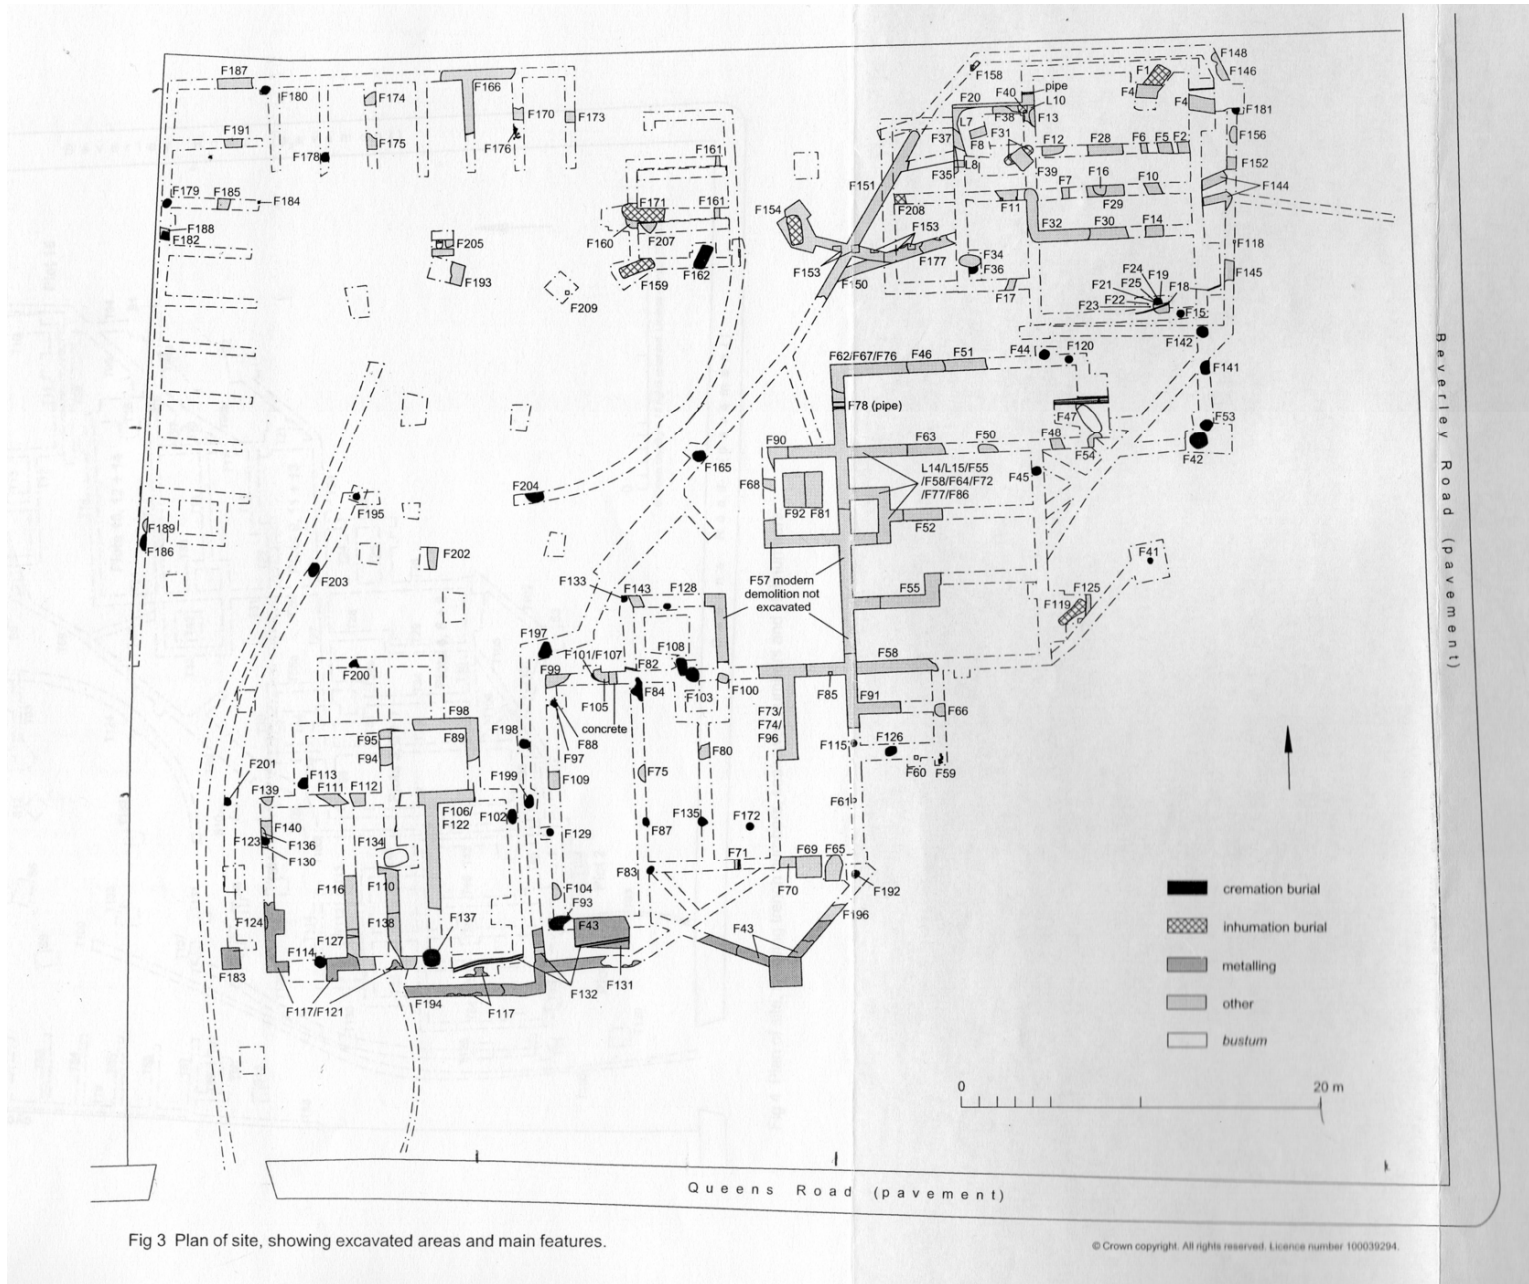 F187
F180
F174
F166
F170
F173
F191
F175
F176
F178
F179
F185
F184
F188
F182
F205
F193
F209
F161
F171
F161
F160
F207
F159
F162
F154
F153
F151
F150
F153
F177
F208
F158
F20
F40
pipe
L10
F38
F13
L7
F37
F31
F8
L8
F35
F39
F12
F28
F6
F5
F2
F1
F4
F4
F148
F146
F181
F156
F152
F144
F7
F16
F10
F11
F29
F32
F30
F14
F118
F145
F34
F36
F17
F24
F19
F21
F25
F18
F22
F23
F15
F142
F141
F53
F42
F62/F67/F76
F46
F51
F44
F120
F78 (pipe)
F47
F48
F54
F90
F63
F50
F45
L14/L15/F55
/F58/F64/F72
/F77/F86
F68
F92
F81
F52
F165
F204
F195
F189
F186
F203
F202
F41
F125
F119
F57 modern
demolition not
excavated
F55
F133
F143
F128
F197
F101/F107
F108
F82
F99
F105
F84
F103
F100
concrete
F88
F97
F58
F85
F91
F66
F73/
F74/
F96
F115
F126
F60
F59
F61
F200
F98
F95
F89
F94
F198
F199
F201
F113
F139
F111
F112
F106/
F122
F102
F109
F80
F75
F129
F87
F135
F172
F140
F136
F123
F130
F134
F116
F110
F138
F137
F83
F71
F69
F65
F70
F192
F196
F104
F93
F43
F43
F124
F127
F114
F183
F117/F121
F194
F117
F132
F131
Beverley Road (pavement)
cremation burial
inhumation burial
metalling
other
bustum
0
20 m
Queens Road (pavement)
Fig 3 Plan of site, showing excavated areas and main features.
© Crown copyright. All rights reserved. Licence number 100039294.